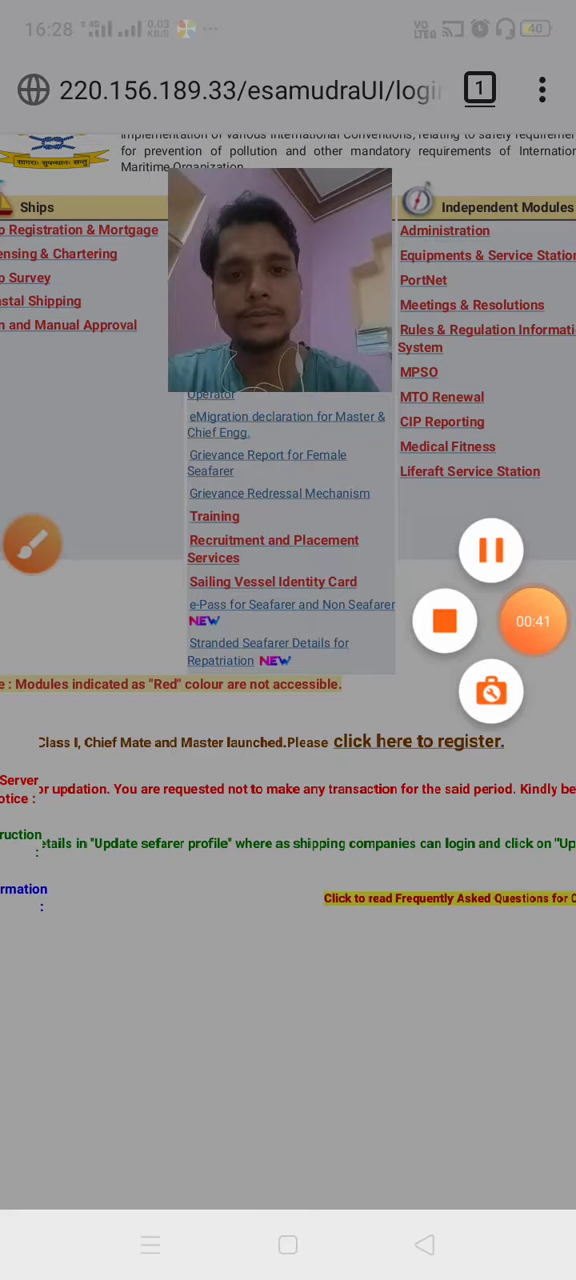 16:28 4G 0.03 KB/S VO LTE 40
220.156.189.33/esamudraUI/logi
1
implementation of various International Conventions, relating to safety requiremen
for prevention of pollution and other mandatory requirements of Internation
Maritime Organization.
Ships
p Registration & Mortgage
ensing & Chartering
p Survey
astal Shipping
n and Manual Approval
Operator
eMigration declaration for Master &
Chief Engg.
Grievance Report for Female
Seafarer
Grievance Redressal Mechanism
Training
Recruitment and Placement
Services
Sailing Vessel Identity Card
e-Pass for Seafarer and Non Seafarer
NEW
Stranded Seafarer Details for
Repatriation NEW
Independent Modules
Administration
Equipments & Service Station
PortNet
Meetings & Resolutions
Rules & Regulation Informati
System
MPSO
MTO Renewal
CIP Reporting
Medical Fitness
Liferaft Service Station
00:41
e : Modules indicated as "Red" colour are not accessible.
Class I, Chief Mate and Master launched.Please click here to register.
Server
otice :
or updation. You are requested not to make any transaction for the said period. Kindly be
ruction
:
etails in "Update sefarer profile" where as shipping companies can login and click on "Up
rmation
:
Click to read Frequently Asked Questions for C